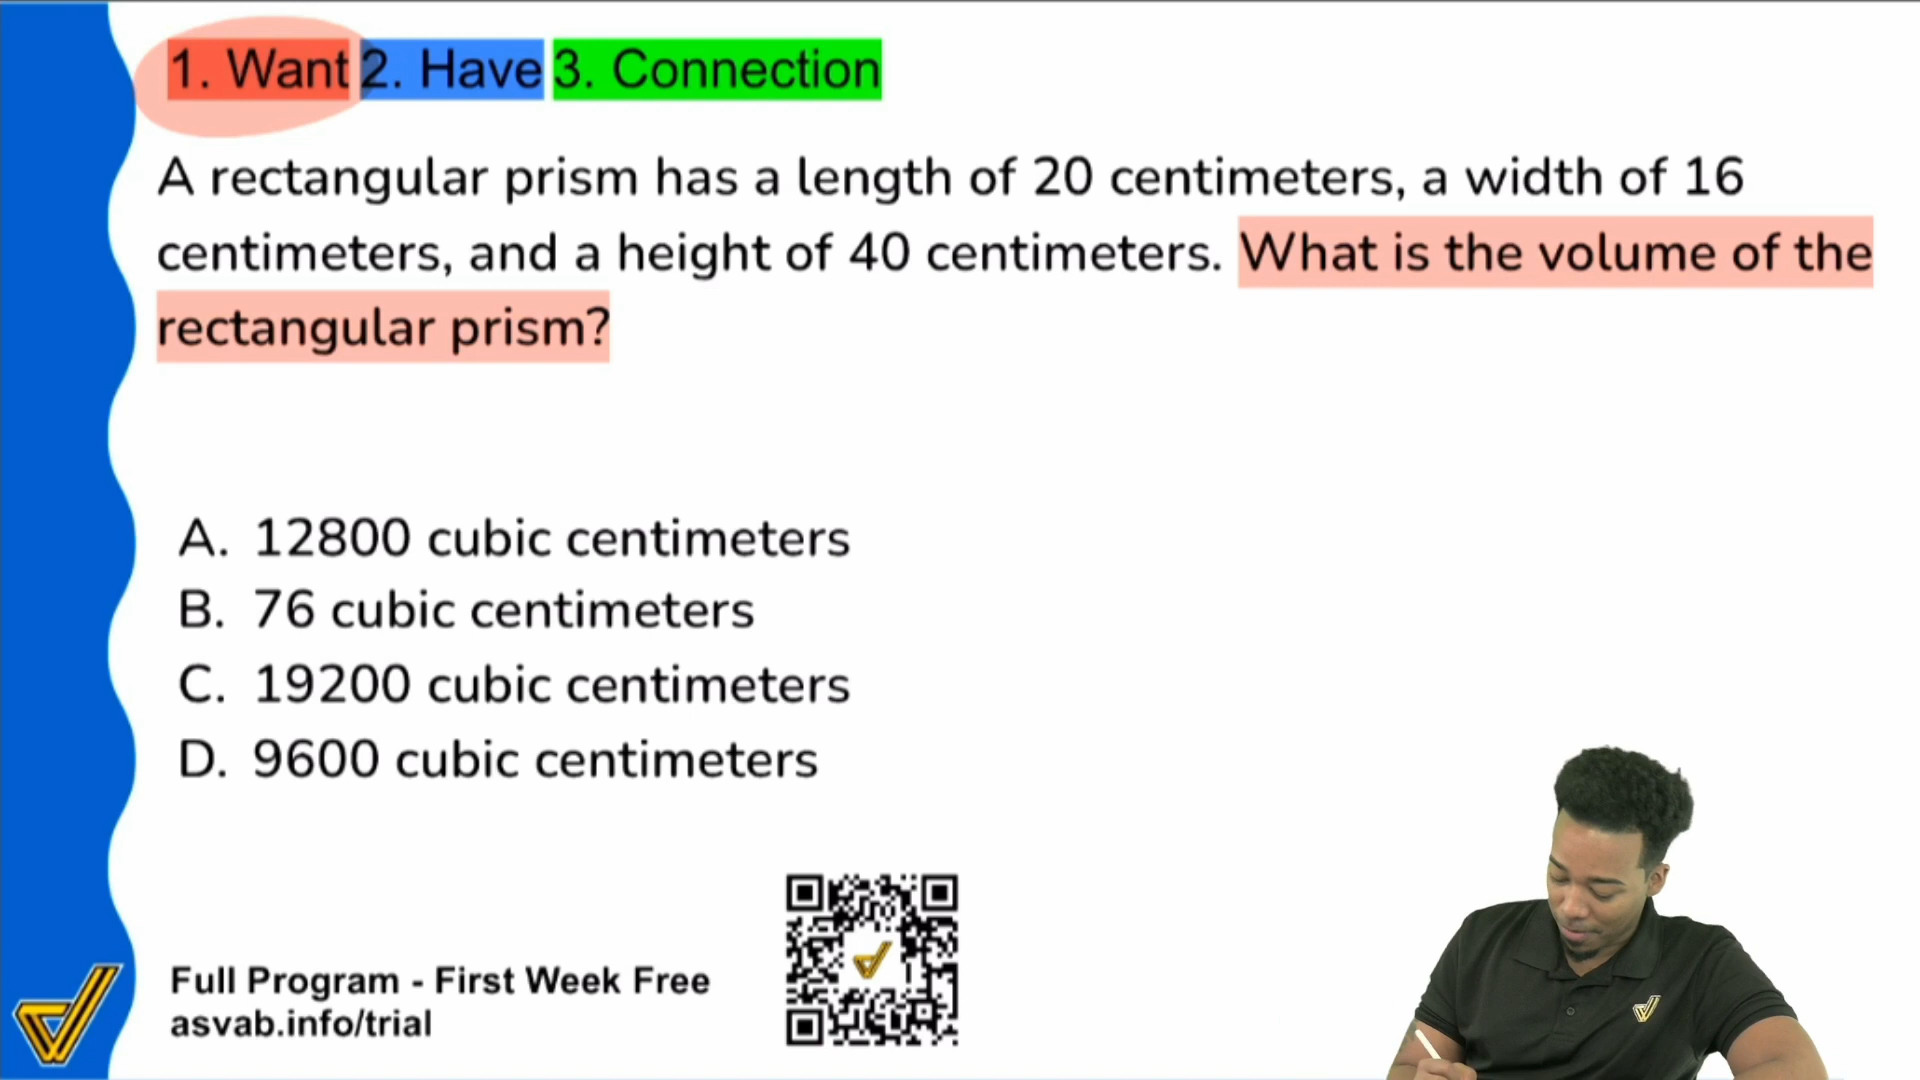 1. Want 2. Have 3. Connection
A rectangular prism has a length of 20 centimeters, a width of 16
centimeters, and a height of 40 centimeters. What is the volume of the
rectangular prism?
A. 12800 cubic centimeters
B. 76 cubic centimeters
C. 19200 cubic centimeters
D. 9600 cubic centimeters
Full Program - First Week Free
asvab.info/trial